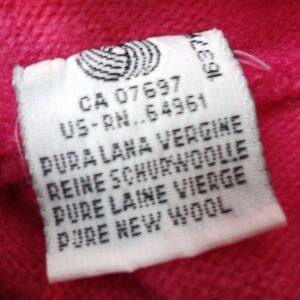 CA 07697
US-RN..64961
PURA LANA VERGINE
REINE SCHURWOLLE
PURE LAINE VIERGE
PURE NEW WOOL